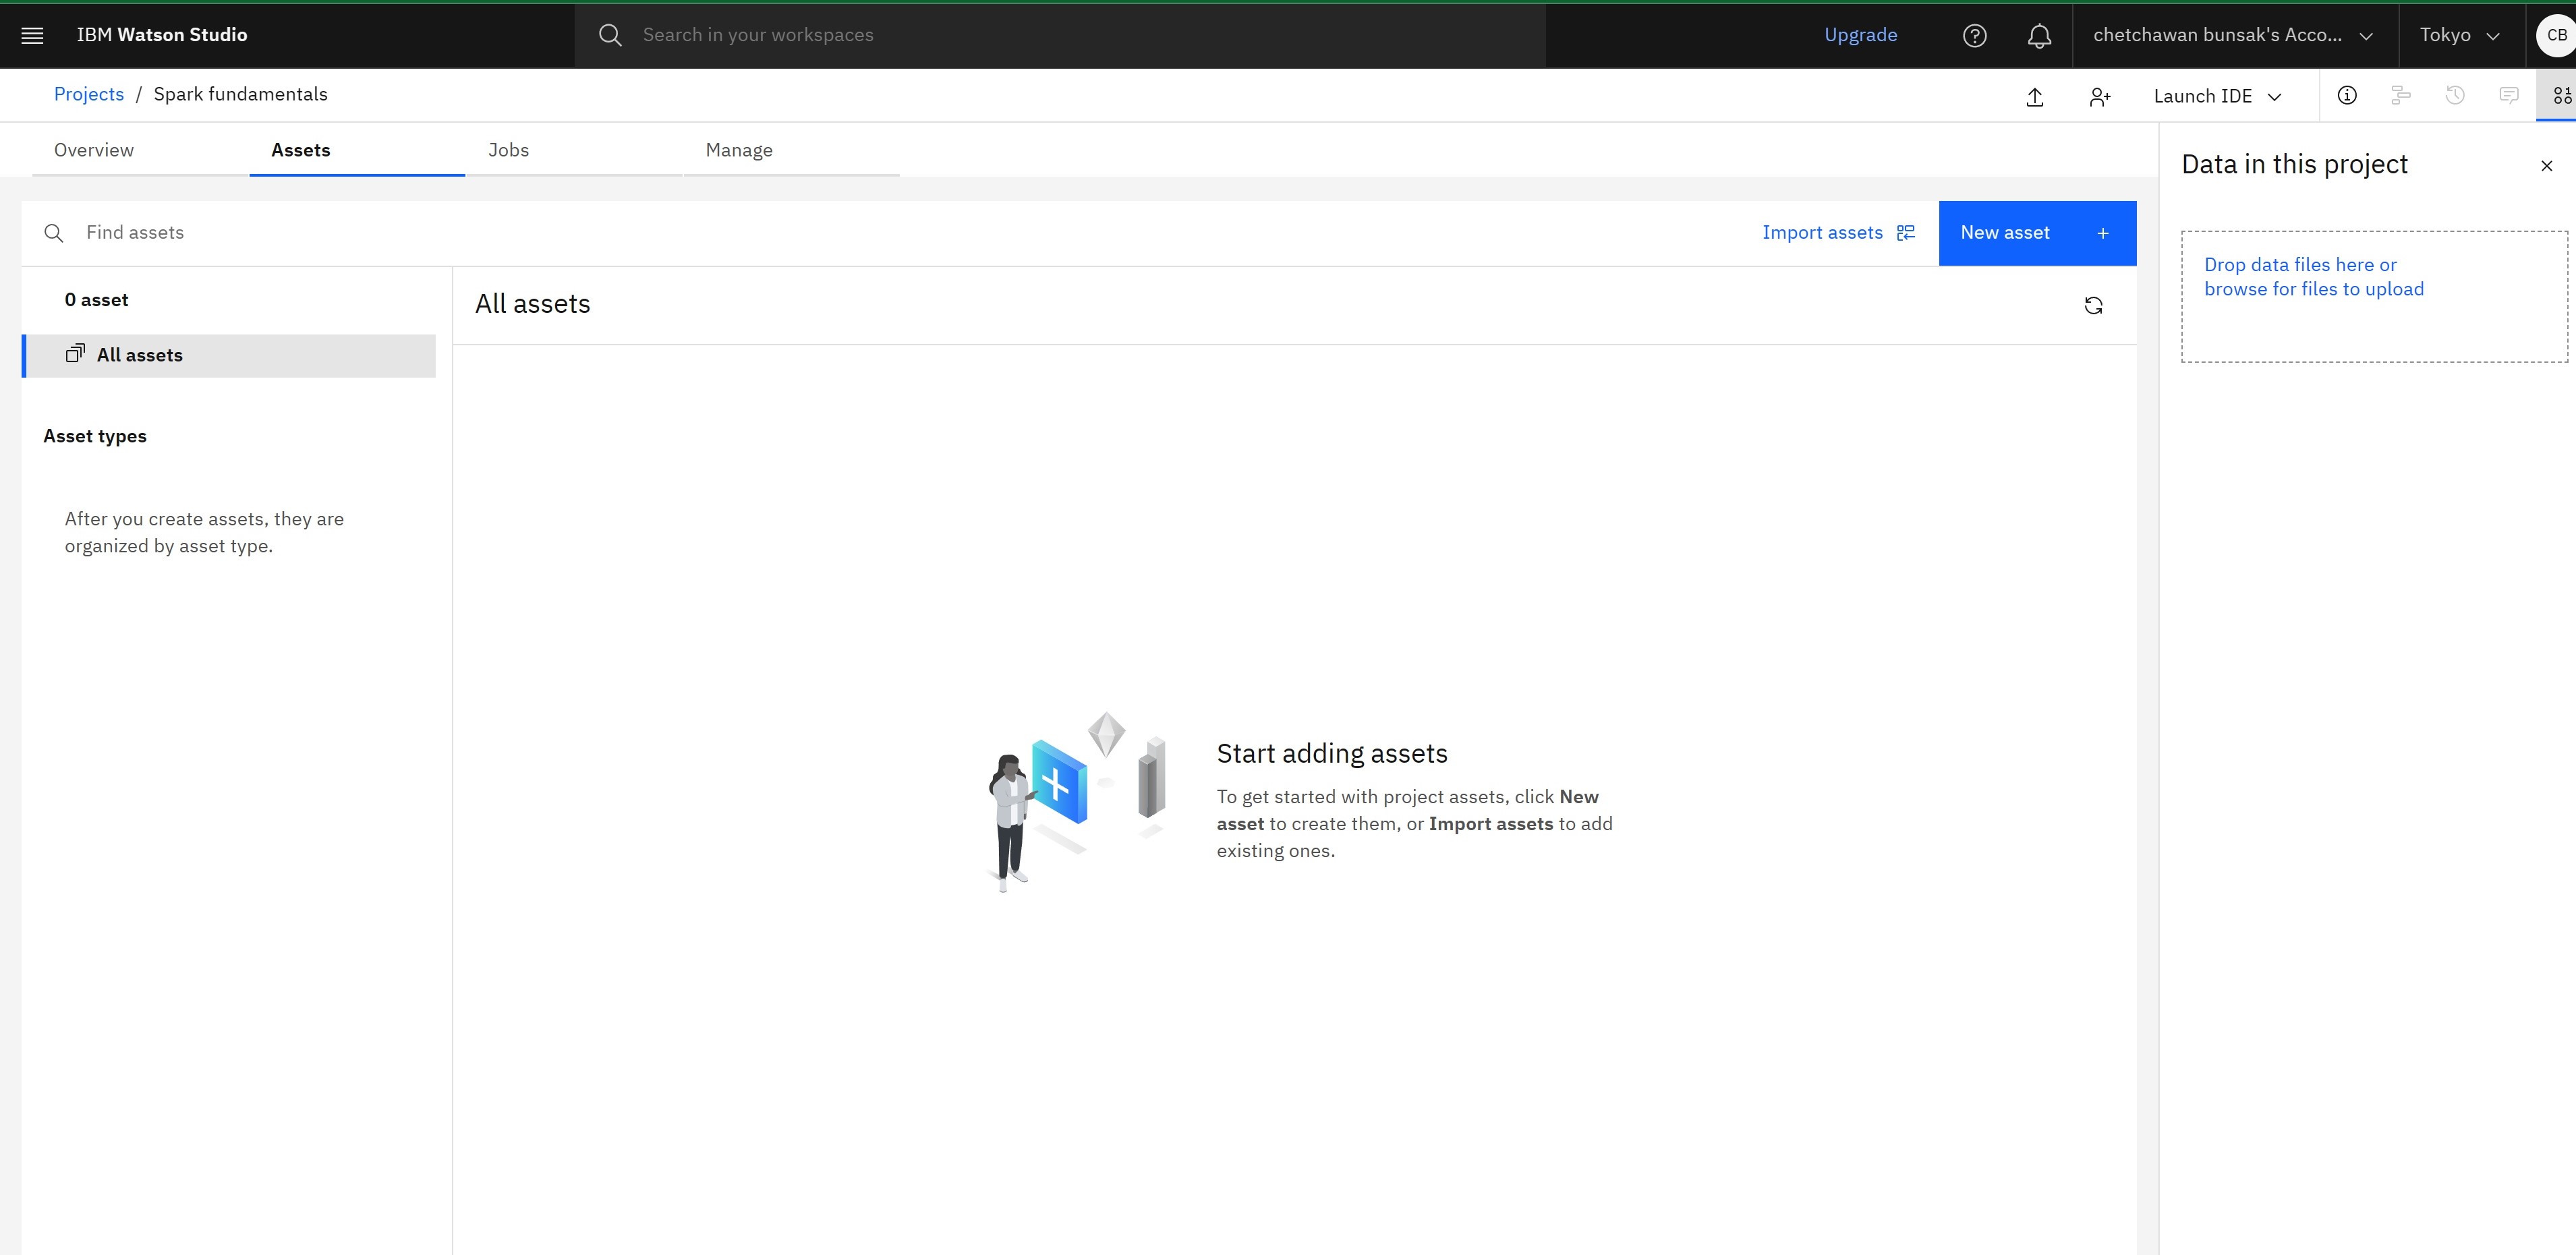 IBM Watson Studio
Search in your workspaces
Upgrade
chetchawan bunsak's Acco...
Tokyo
CB
Projects / Spark fundamentals
Launch IDE
Overview
Assets
Jobs
Manage
Find assets
Import assets
New asset +
0 asset
All assets
Asset types
After you create assets, they are
organized by asset type.
All assets
Start adding assets
To get started with project assets, click New
asset to create them, or Import assets to add
existing ones.
Data in this project
Drop data files here or
browse for files to upload